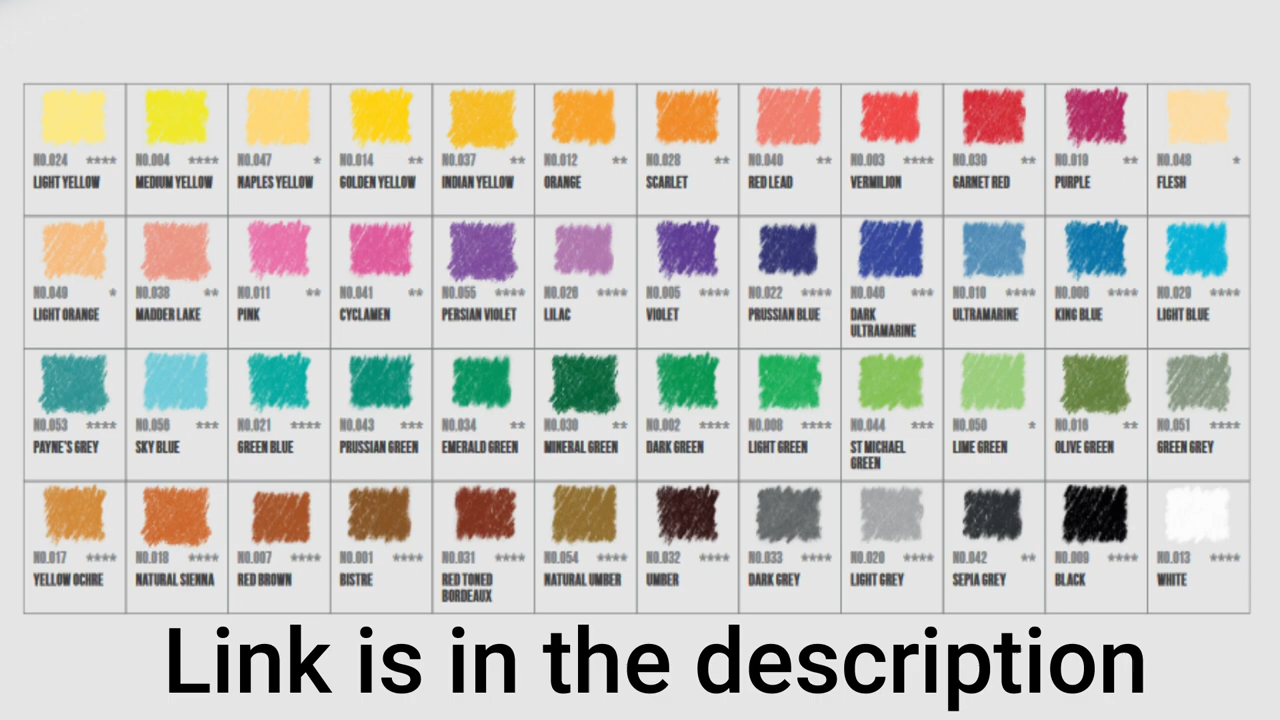 NO.024 **** NO.004 **** NO.047 * NO.014 ** NO.037 ** NO.012 ** NO.028 ** NO.040 ** NO.003 **** NO.039 ** NO.019 ** NO.048 *
LIGHT YELLOW MEDIUM YELLOW NAPLES YELLOW GOLDEN YELLOW INDIAN YELLOW ORANGE SCARLET RED LEAD VERMILION GARNET RED PURPLE FLESH
NO.049 * NO.038 ** NO.011 ** NO.041 ** NO.055 **** NO.026 **** NO.005 **** NO.022 **** NO.046 *** NO.010 **** NO.006 **** NO.029 ****
LIGHT ORANGE MADDER LAKE PINK CYCLAMEN PERSIAN VIOLET LILAC VIOLET PRUSSIAN BLUE DARK ULTRAMARINE KING BLUE LIGHT BLUE
ULTRAMARINE
NO.053 **** NO.056 *** NO.021 **** NO.043 *** NO.034 ** NO.030 ** NO.002 **** NO.008 **** NO.044 *** NO.050 * NO.016 ** NO.051 ****
PAYNE'S GREY SKY BLUE GREEN BLUE PRUSSIAN GREEN EMERALD GREEN MINERAL GREEN DARK GREEN LIGHT GREEN ST MICHAEL LIME GREEN OLIVE GREEN GREEN GREY
GREEN
NO.017 **** NO.018 **** NO.007 **** NO.001 **** NO.031 **** NO.054 **** NO.032 **** NO.033 **** NO.020 **** NO.042 ** NO.009 **** NO.013 ****
YELLOW OCHRE NATURAL SIENNA RED BROWN BISTRE RED TONED NATURAL UMBER UMBER DARK GREY LIGHT GREY SEPIA GREY BLACK WHITE
BORDEAUX
Link is in the description